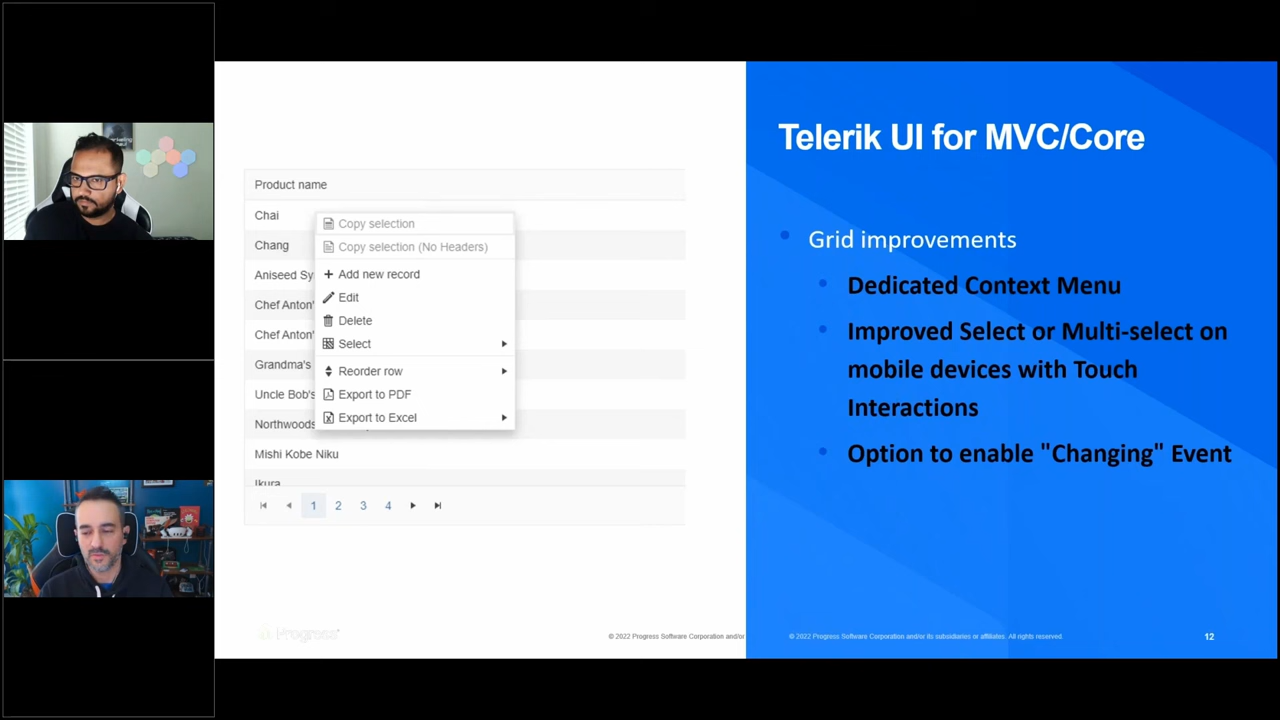 Product name
Chai
Chang
Aniseed Sy
Chef Anton'
Chef Anton'
Grandma's
Uncle Bob's
Northwoods
Mishi Kobe Niku
Ikura
Copy selection
Copy selection (No Headers)
Add new record
Edit
Delete
Select
Reorder row
Export to PDF
Export to Excel
1 2 3 4
Progress
© 2022 Progress Software Corporation and/or
Telerik UI for MVC/Core
Grid improvements
Dedicated Context Menu
Improved Select or Multi-select on
mobile devices with Touch
Interactions
Option to enable "Changing" Event
© 2022 Progress Software Corporation and/or its subsidiaries or affiliates. All rights reserved.
12